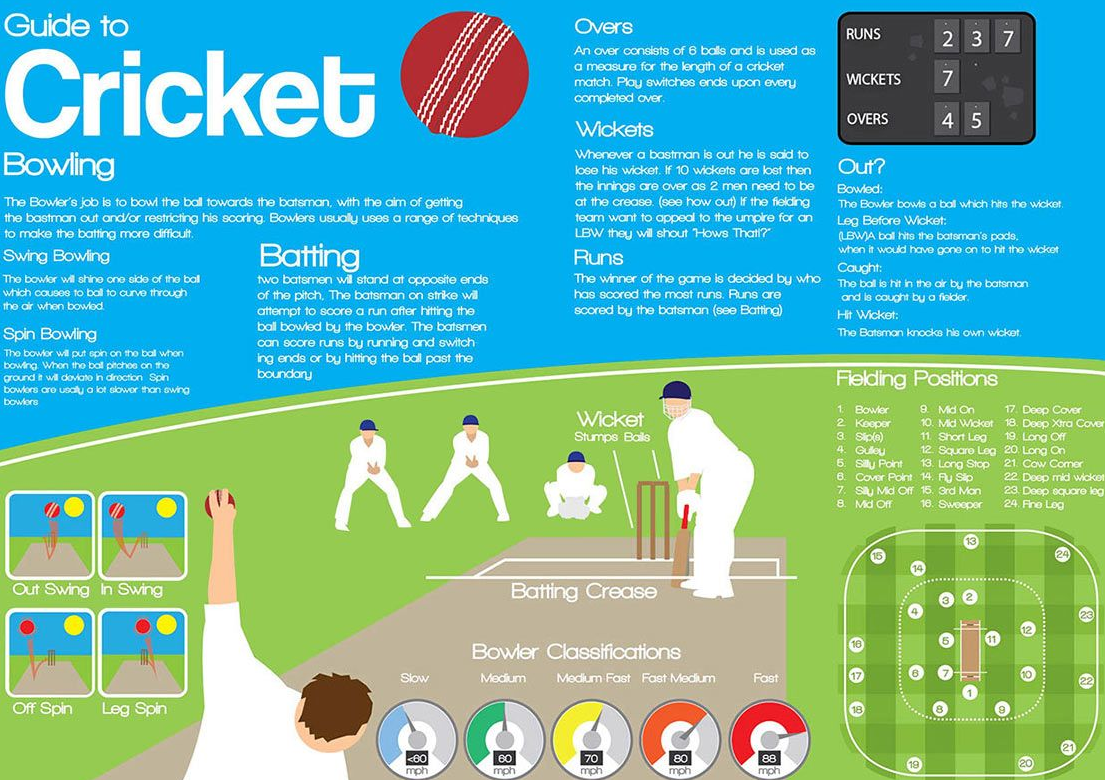 Guide to
Cricket
Bowling
The Bowler's job is to bowl the ball towards the batsman, with the aim of getting
the bastman out and/or restricting his scoring. Bowlers usually uses a range of techniques
to make the batting more difficult.
Swing Bowling
The bowler will shine one side of the ball
which causes to ball to curve through
the air when bowled.
Spin Bowling
The bowler will put spin on the ball when
bowling. When the ball pitches on the
ground it will deviate in direction Spin
bowlers are usally a lot slower than swing
bowlers
Batting
two batsmen will stand at opposite ends
of the pitch, The batsman on strike will
attempt to score a run after hitting the
ball bowled by the bowler. The batsmen
can score runs by running and switch-
ing ends or by hitting the ball past the
boundary
Overs
An over consists of 6 balls and is used as
a measure for the length of a cricket
match. Play switches ends upon every
completed over.
Wickets
Whenever a bastman is out he is said to
lose his wicket. If 10 wickets are lost then
the innings are over as 2 men need to be
at the crease. (see how out) If the fielding
team want to appeal to the umpire for an
LBW they will shout "Hows That!?"
Runs
The winner of the game is decided by who
has scored the most runs. Runs are
scored by the batsman (see Batting)
RUNS 2 3 7
WICKETS 7
OVERS 4 5
Out?
Bowled:
The Bowler bowls a ball which hits the wicket.
Leg Before Wicket:
(LBW)A ball hits the batsman's pads,
when it would have gone on to hit the wicket
Caught:
The ball is hit in the air by the batsman
and is caught by a fielder.
Hit Wicket:
The Batsman knocks his own wicket.
Fielding Positions
1. Bowler
2. Keeper
3. Slip(s)
4. Gulley
5. Silly Point
6. Cover Point
7. Silly Mid Off
8. Mid Off
9. Mid On
10. Mid Wicket
11. Short Leg
12. Square Leg
13. Long Stop
14. Fly Slip
15. 3rd Man
16. Sweeper
17. Deep Cover
18. Deep Xtra Cover
19. Long Off
20. Long On
21. Cow Corner
22. Deep mid wicket
23. Deep square leg
24. Fine Leg
Wicket
Stumps Bails
Batting Crease
Out Swing
In Swing
Off Spin
Leg Spin
Bowler Classifications
Slow
Medium
Medium Fast
Fast Medium
Fast
<60
mph
60
mph
70
mph
80
mph
88
mph
13
15
24
14
3
2
4
23
12
5
11
16
6
7
10
17
22
1
8
9
18
21
19
20